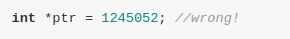 int *ptr = 1245052; //wrong!